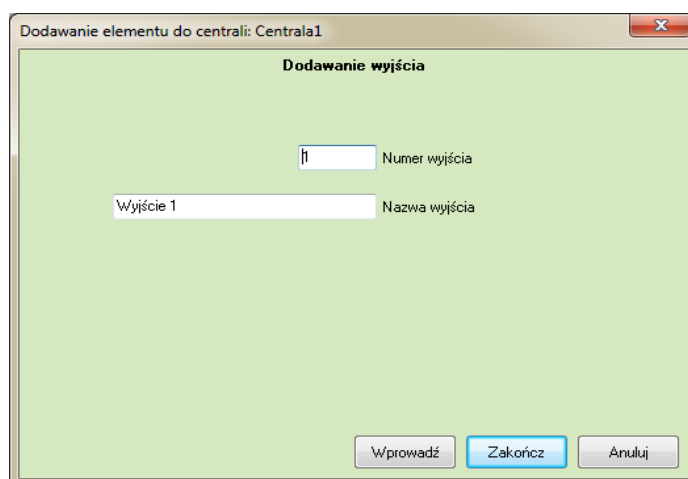 Dodawanie elementu do centrali: Centrala1
Dodawanie wyjścia
1 Numer wyjścia
Wyjście 1 Nazwa wyjścia
Wprowadź Zakończ Anuluj